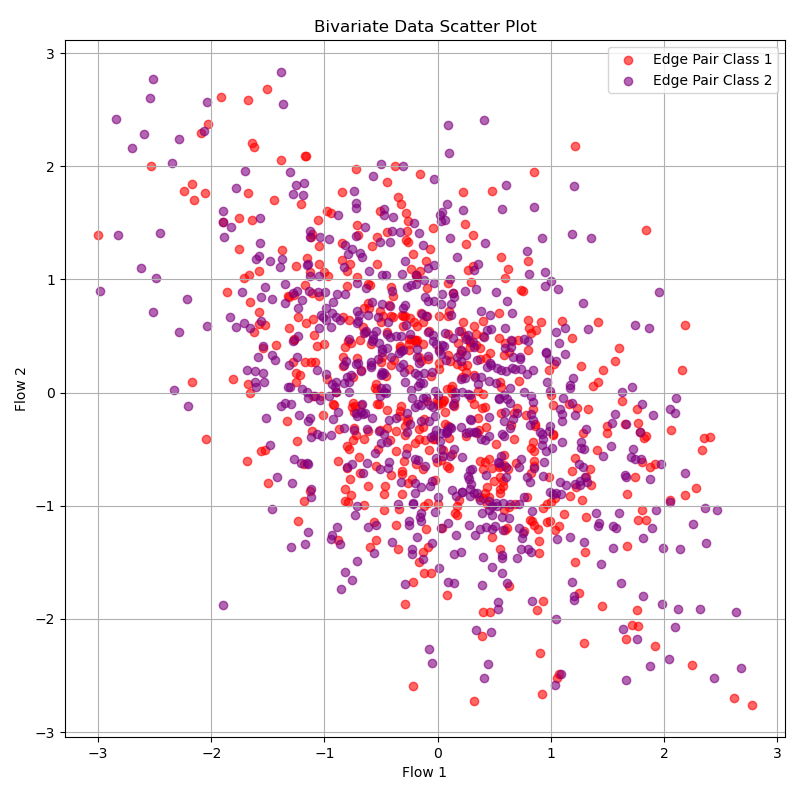 Bivariate Data Scatter Plot
Edge Pair Class 1
Edge Pair Class 2
3
2
1
0
−1
−2
−3
Flow 2
−3 −2 −1 0 1 2 3
Flow 1